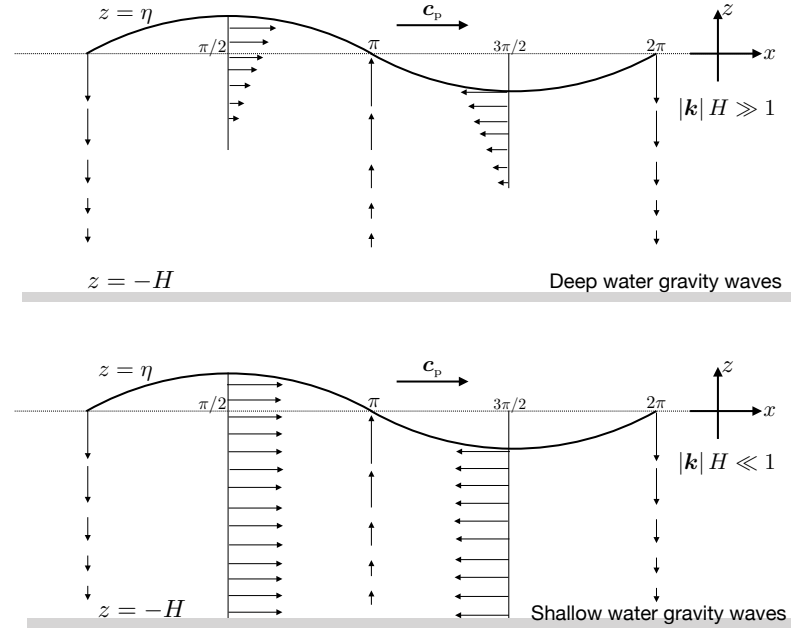 z = η
c_p
z
π/2
π
3π/2
2π
x
|k| H ≫ 1
z = −H
Deep water gravity waves
z = η
c_p
z
π/2
π
3π/2
2π
x
|k| H ≪ 1
z = −H
Shallow water gravity waves